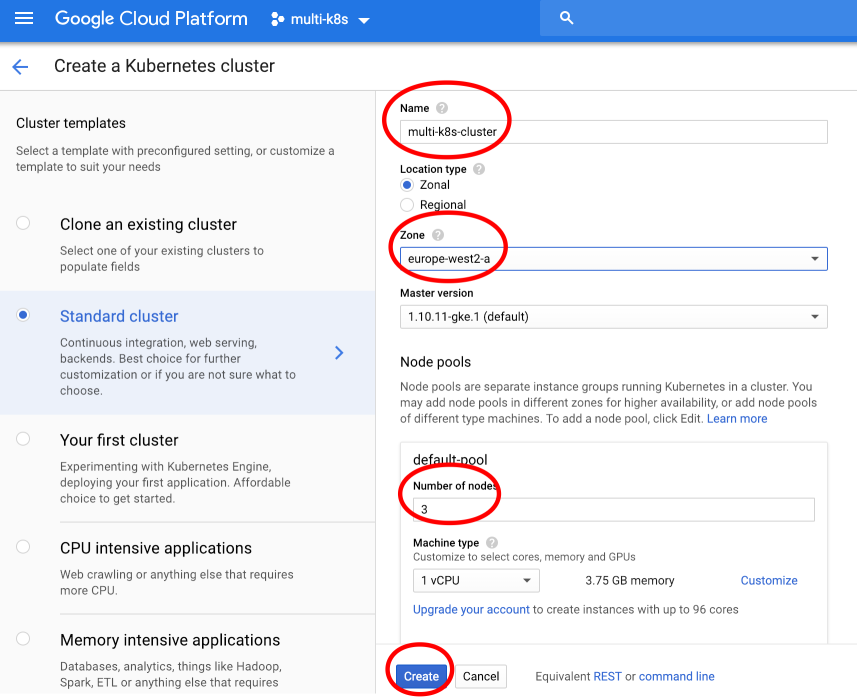 Google Cloud Platform
multi-k8s
Create a Kubernetes cluster
Cluster templates
Select a template with preconfigured setting, or customize a
template to suit your needs
Clone an existing cluster
Select one of your existing clusters to
populate fields
Standard cluster
Continuous integration, web serving,
backends. Best choice for further
customization or if you are not sure what to
choose.
Your first cluster
Experimenting with Kubernetes Engine,
deploying your first application. Affordable
choice to get started.
CPU intensive applications
Web crawling or anything else that requires
more CPU.
Memory intensive applications
Databases, analytics, things like Hadoop,
Spark, ETL or anything else that requires
Name ?
multi-k8s-cluster
Location type ?
Zonal
Regional
Zone ?
europe-west2-a
Master version
1.10.11-gke.1 (default)
Node pools
Node pools are separate instance groups running Kubernetes in a cluster. You
may add node pools in different zones for higher availability, or add node pools
of different type machines. To add a node pool, click Edit. Learn more
default-pool
Number of nodes
3
Machine type ?
Customize to select cores, memory and GPUs
1 vCPU 3.75 GB memory Customize
Upgrade your account to create instances with up to 96 cores
Create Cancel Equivalent REST or command line